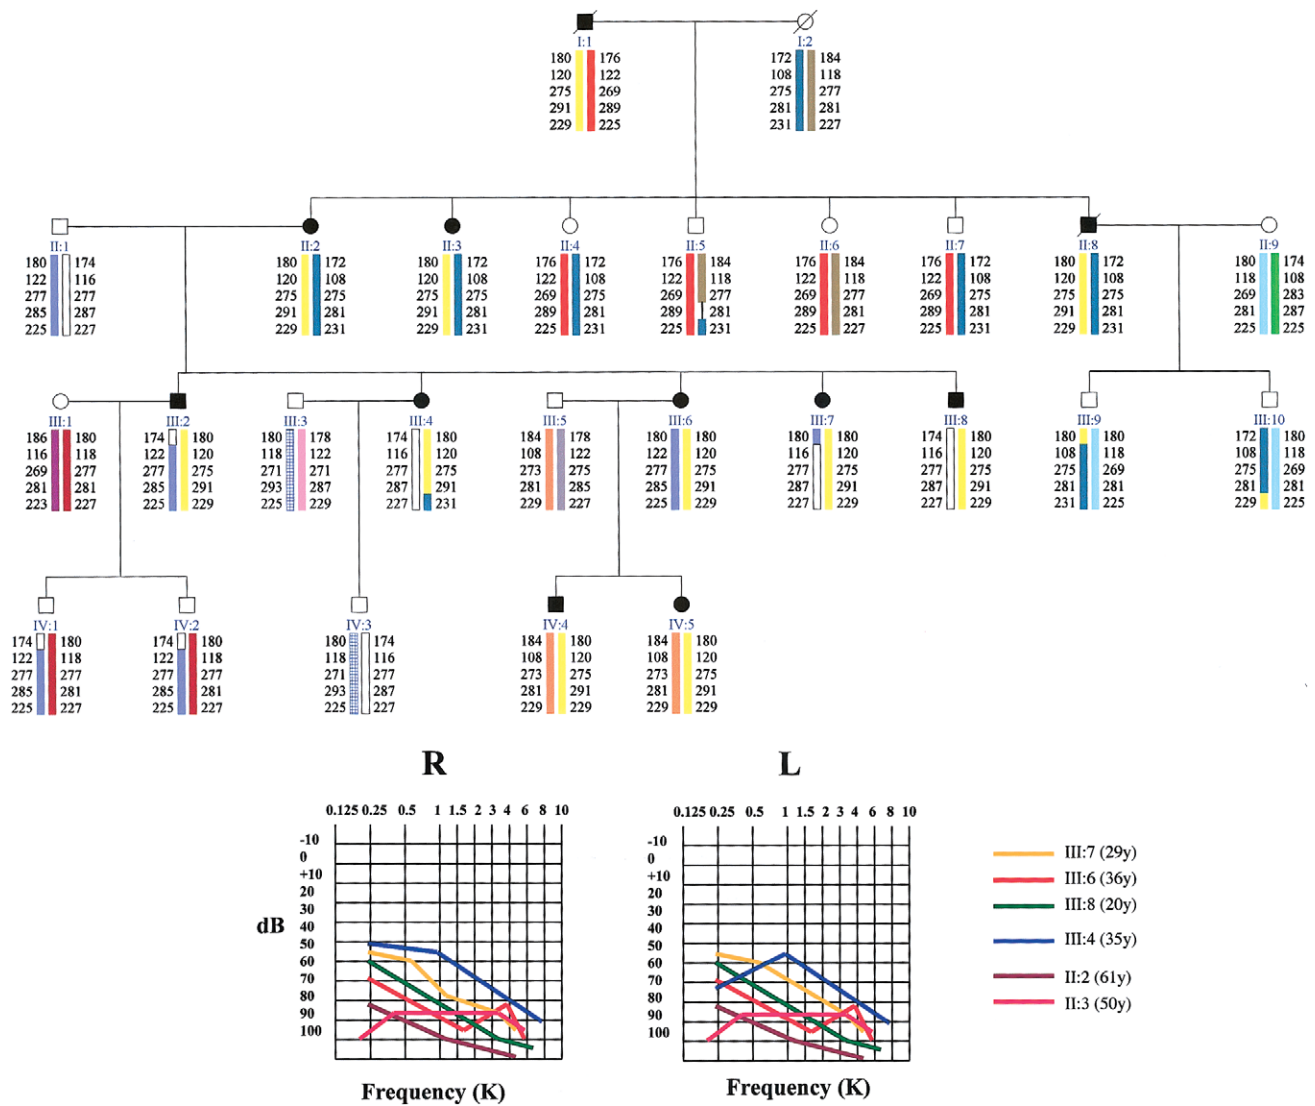 I:1 I:2
180 176 172 184
120 122 108 118
275 269 275 277
291 289 281 281
229 225 231 227
II:1 II:2 II:3 II:4 II:5 II:6 II:7 II:8 II:9
180 174 180 172 180 172 176 172 176 184 176 184 176 172 180 172 180 174
122 116 120 108 120 108 122 108 122 118 122 118 122 108 120 108 118 108
277 277 275 275 275 275 269 275 269 277 269 277 269 275 275 275 269 283
285 287 291 281 291 281 289 281 289 281 289 281 289 281 291 281 281 287
225 227 229 231 229 231 225 231 225 231 225 227 225 231 229 231 225 225
III:1 III:2 III:3 III:4 III:5 III:6 III:7 III:8 III:9 III:10
186 180 174 180 180 178 174 180 184 178 180 180 180 180 174 180 180 180 172 180
116 118 122 120 118 122 116 120 108 122 122 120 116 120 116 120 108 118 108 118
269 277 277 275 271 271 277 275 273 275 277 275 277 275 277 275 275 269 275 269
281 281 285 291 293 287 287 291 281 285 285 291 287 291 287 291 281 281 281 281
223 227 225 229 225 229 227 231 229 227 225 229 227 229 227 229 231 225 229 225
IV:1 IV:2 IV:3 IV:4 IV:5
174 180 174 180 180 174 184 180 184 180
122 118 122 118 118 116 108 120 108 120
277 277 277 277 271 277 273 275 273 275
285 281 285 281 293 287 281 291 281 291
225 227 225 227 225 227 229 229 229 229
R L
0.125 0.25 0.5 1 1.5 2 3 4 6 8 10 0.125 0.25 0.5 1 1.5 2 3 4 6 8 10
-10 -10
0 0
+10 +10
20 20
30 30
40 40
dB
50 50
60 60
70 70
80 80
90 90
100 100
Frequency (K) Frequency (K)
III:7 (29y)
III:6 (36y)
III:8 (20y)
III:4 (35y)
II:2 (61y)
II:3 (50y)